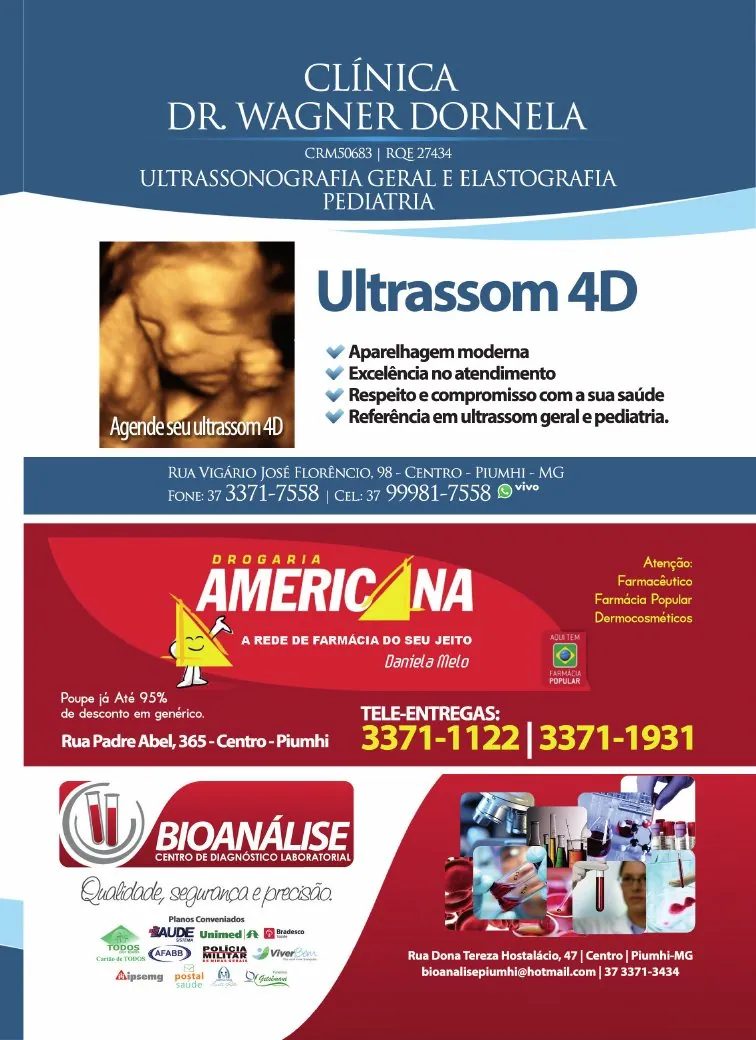 CLÍNICA
DR. WAGNER DORNELA
CRM50683 | RQE 27434
ULTRASSONOGRAFIA GERAL E ELASTOGRAFIA
PEDIATRIA
Ultrassom 4D
Aparelhagem moderna
Excelência no atendimento
Respeito e compromisso com a sua saúde
Referência em ultrassom geral e pediatria.
Agende seu ultrassom 4D
RUA VIGÁRIO JOSÉ FLORÊNCIO, 98 - CENTRO - PIUMHI - MG
FONE: 37 3371-7558 | CEL.: 37 99981-7558 vivo
DROGARIA
AMERICANA
A REDE DE FARMÁCIA DO SEU JEITO
Daniela Melo
Atenção:
Farmacêutico
Farmácia Popular
Dermocosméticos
AQUI TEM
FARMÁCIA
POPULAR
Poupe já Até 95%
de desconto em genérico.
Rua Padre Abel, 365 - Centro - Piumhi
TELE-ENTREGAS:
3371-1122 | 3371-1931
BIOANÁLISE
CENTRO DE DIAGNÓSTICO LABORATORIAL
Qualidade, segurança e precisão.
Planos Conveniados
TODOS
Cartão de TODOS
SAUDE
SISTEMA
Unimed
Bradesco
Saúde
AFABB
POLÍCIA
MILITAR
DE MINAS GERAIS
ViverBem
ipsemg
postal
saúde
Rua Dona Tereza Hostalácio, 47 | Centro | Piumhi-MG
bioanalisepiumhi@hotmail.com | 37 3371-3434